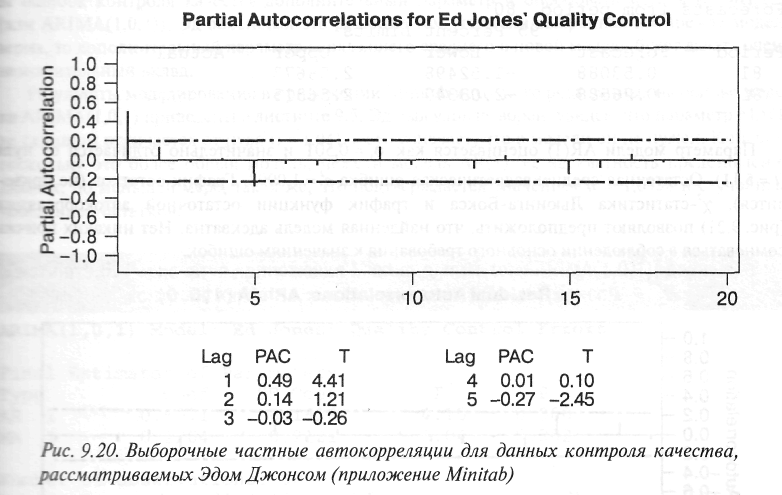 Partial Autocorrelations for Ed Jones' Quality Control
Partial Autocorrelation
1.0
0.8
0.6
0.4
0.2
0.0
−0.2
−0.4
−0.6
−0.8
−1.0
5 10 15 20
Lag PAC T Lag PAC T
1 0.49 4.41 4 0.01 0.10
2 0.14 1.21 5 −0.27 −2.45
3 −0.03 −0.26
Рис. 9.20. Выборочные частные автокорреляции для данных контроля качества,
рассматриваемых Эдом Джонсом (приложение Minitab)